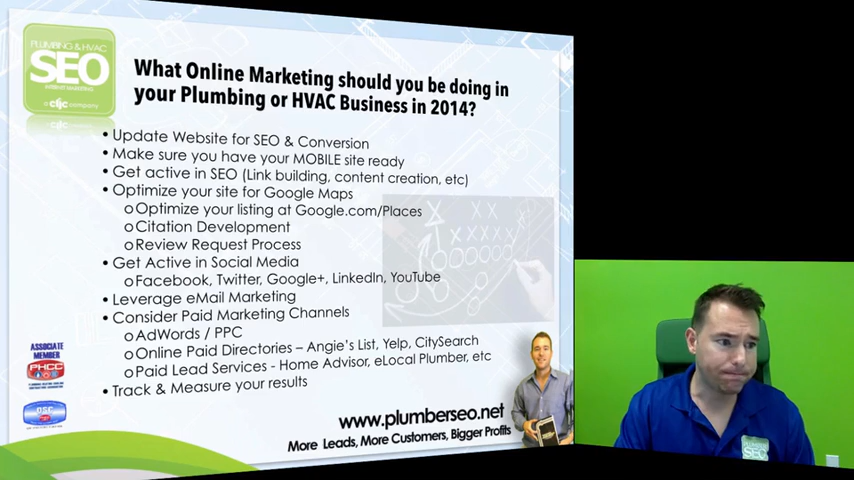 PLUMBING & HVAC
SEO
INTERNET MARKETING
a company
What Online Marketing should you be doing in
your Plumbing or HVAC Business in 2014?
• Update Website for SEO & Conversion
• Make sure you have your MOBILE site ready
• Get active in SEO (Link building, content creation, etc)
• Optimize your site for Google Maps
o Optimize your listing at Google.com/Places
o Citation Development
o Review Request Process
• Get Active in Social Media
o Facebook, Twitter, Google+, LinkedIn, YouTube
• Leverage eMail Marketing
• Consider Paid Marketing Channels
o AdWords / PPC
o Online Paid Directories – Angie's List, Yelp, CitySearch
o Paid Lead Services - Home Advisor, eLocal Plumber, etc
• Track & Measure your results
ASSOCIATE
MEMBER
PHCC
QSC
www.plumberseo.net
More Leads, More Customers, Bigger Profits
SEO